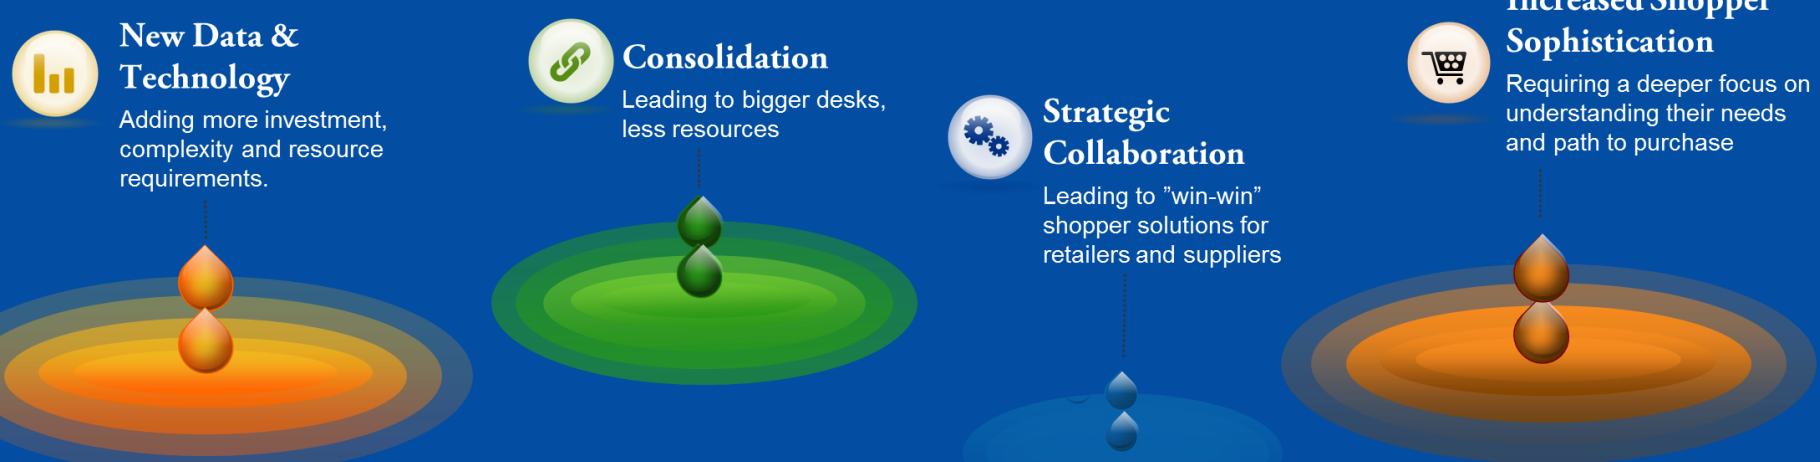 New Data &
Technology
Adding more investment,
complexity and resource
requirements.
Consolidation
Leading to bigger desks,
less resources
Strategic
Collaboration
Leading to ”win-win”
shopper solutions for
retailers and suppliers
Increased Shopper
Sophistication
Requiring a deeper focus on
understanding their needs
and path to purchase